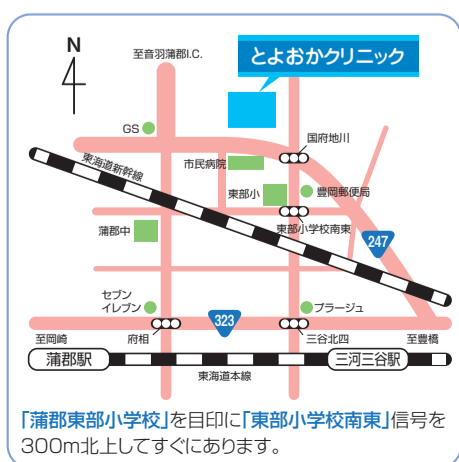 N
至音羽蒲郡I.C.
とよおかクリニック
GS
国府地川
東海道新幹線
市民病院
東部小
豊岡郵便局
蒲郡中
東部小学校南東
247
セブン
イレブン
プラージュ
323
至岡崎
府相
三谷北四
至豊橋
蒲郡駅
三河三谷駅
東海道本線
「蒲郡東部小学校」を目印に「東部小学校南東」信号を
300m北上してすぐにあります。